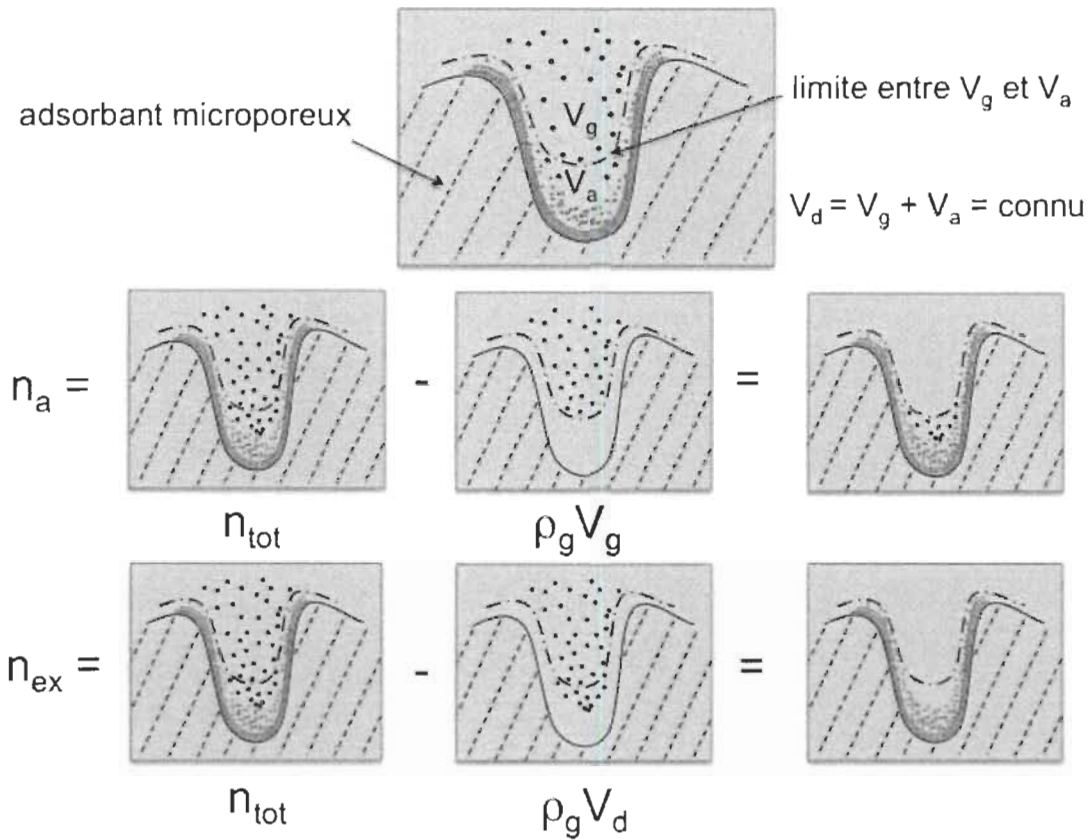 adsorbant microporeux
limite entre V_g et V_a
V_g
V_a
V_d = V_g + V_a = connu
n_a = - =
n_tot
ρ_gV_g
n_ex = - =
n_tot
ρ_gV_d